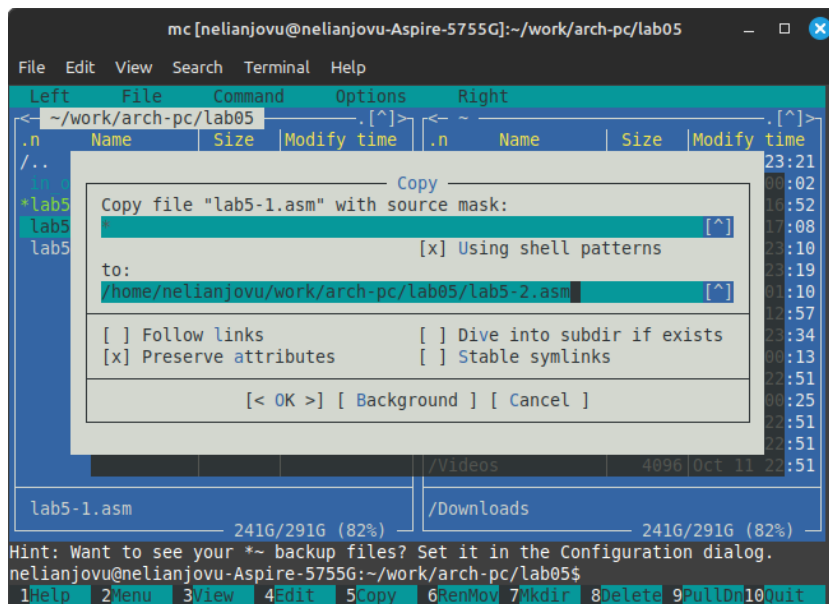 mc [nelianjovu@nelianjovu-Aspire-5755G]:~/work/arch-pc/lab05
File Edit View Search Terminal Help
Left File Command Options Right
<- ~/work/arch-pc/lab05 .[^]> <- ~ .[^]>
.n Name Size Modify time .n Name Size Modify time
/.. 23:21
in o 00:02
*lab5 16:52
lab5 17:08
lab5 23:10
23:19
01:10
12:57
23:34
00:13
22:51
00:25
22:51
22:51
Copy
Copy file "lab5-1.asm" with source mask:
* [^]
[x] Using shell patterns
to:
/home/nelianjovu/work/arch-pc/lab05/lab5-2.asm [^]
[ ] Follow links [ ] Dive into subdir if exists
[x] Preserve attributes [ ] Stable symlinks
[< OK >] [ Background ] [ Cancel ]
/Videos 4096 Oct 11 22:51
lab5-1.asm /Downloads
241G/291G (82%) 241G/291G (82%)
Hint: Want to see your *~ backup files? Set it in the Configuration dialog.
nelianjovu@nelianjovu-Aspire-5755G:~/work/arch-pc/lab05$
1Help 2Menu 3View 4Edit 5Copy 6RenMov 7Mkdir 8Delete 9PullDn 10Quit